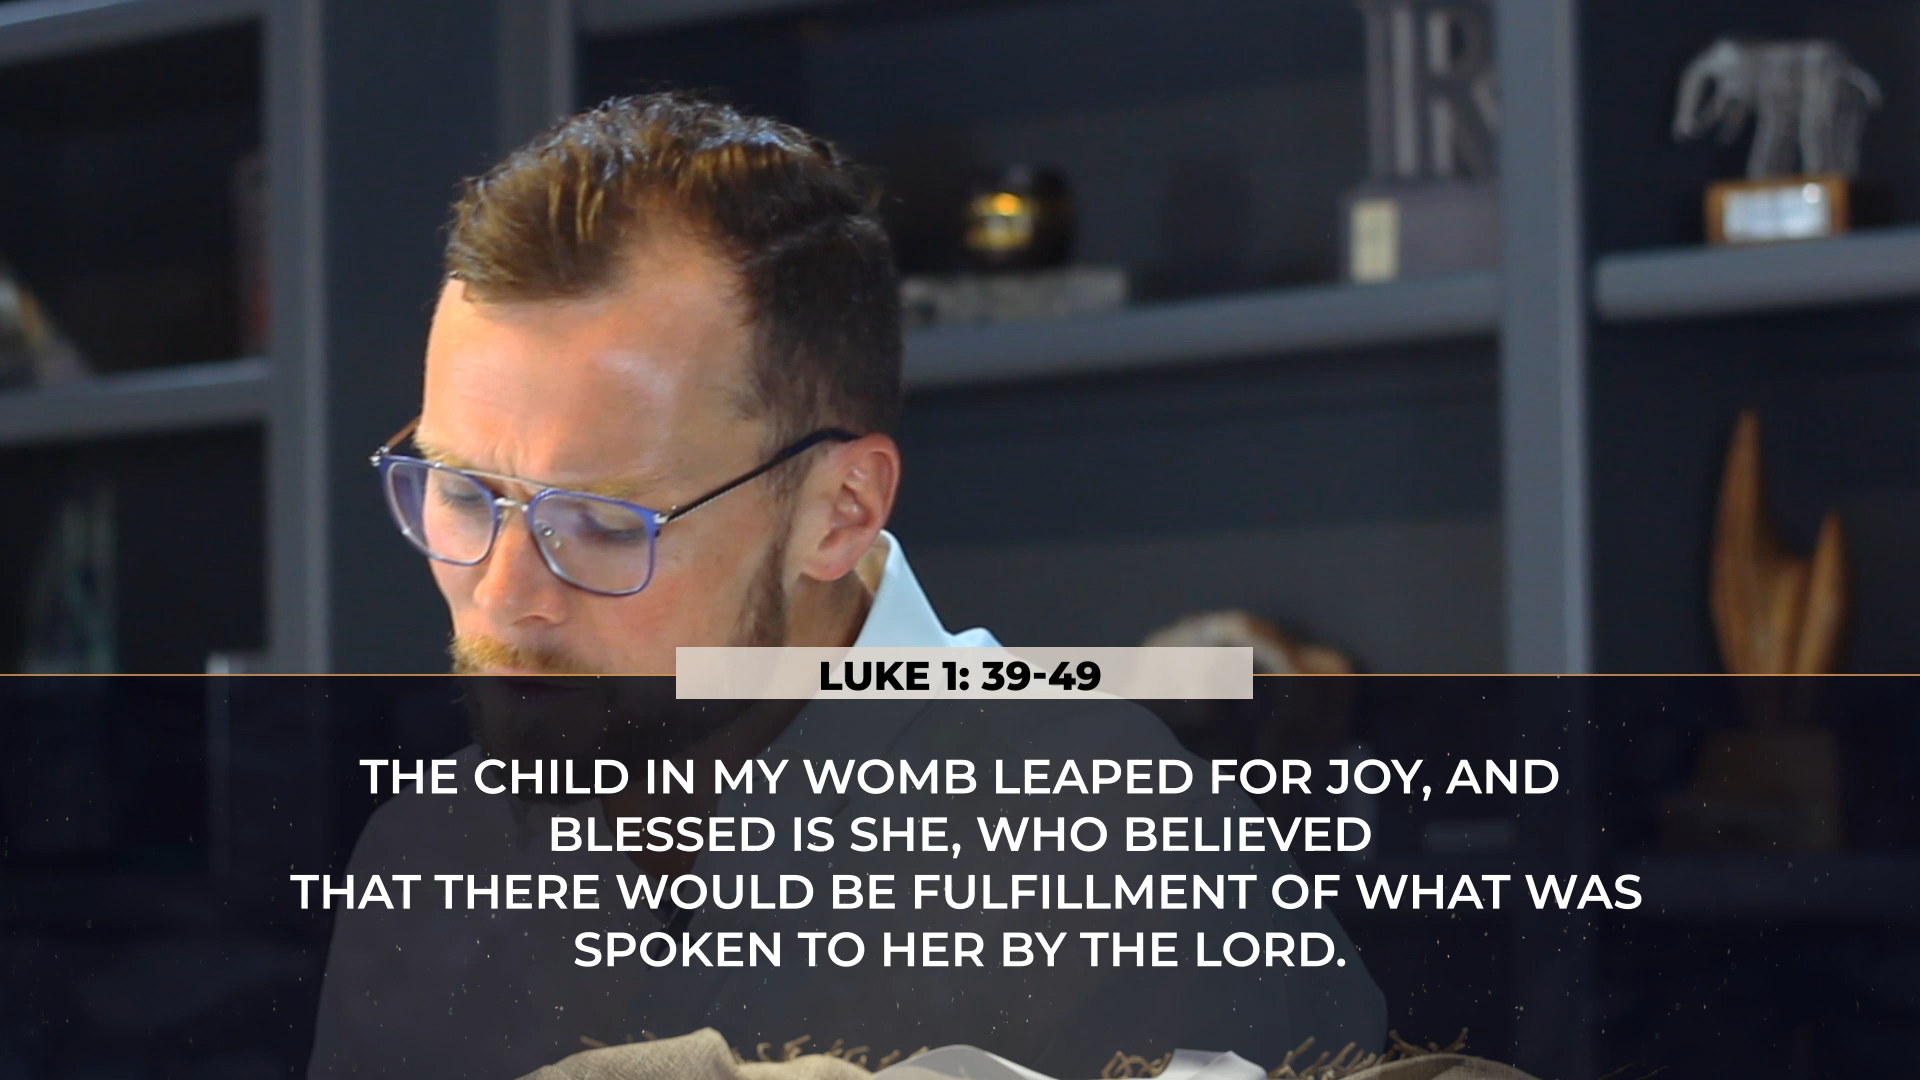 R
LUKE 1: 39-49
THE CHILD IN MY WOMB LEAPED FOR JOY, AND
BLESSED IS SHE, WHO BELIEVED
THAT THERE WOULD BE FULFILLMENT OF WHAT WAS
SPOKEN TO HER BY THE LORD.